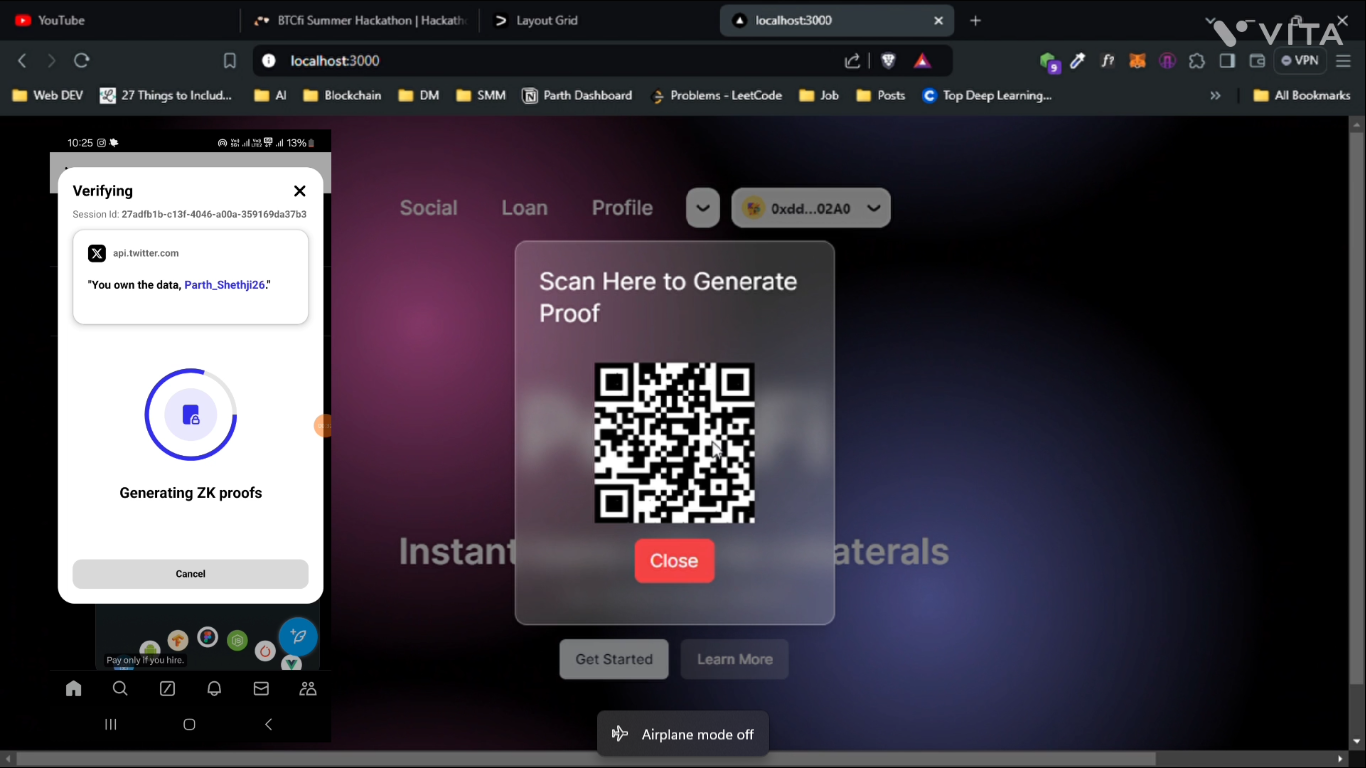 YouTube
BTCfi Summer Hackathon | Hackath
Layout Grid
localhost:3000
VITA
localhost:3000
9
f?
VPN
Web DEV
27 Things to Includ...
AI
Blockchain
DM
SMM
Parth Dashboard
Problems - LeetCode
Job
Posts
Top Deep Learning...
All Bookmarks
10:25
13%
Verifying
Session Id: 27adfb1b-c13f-4046-a00a-359169da37b3
api.twitter.com
"You own the data, Parth_Shethji26."
Generating ZK proofs
Cancel
Pay only if you hire.
Social
Loan
Profile
0xdd...02A0
Scan Here to Generate
Proof
Close
Instant
aterals
Get Started
Learn More
Airplane mode off